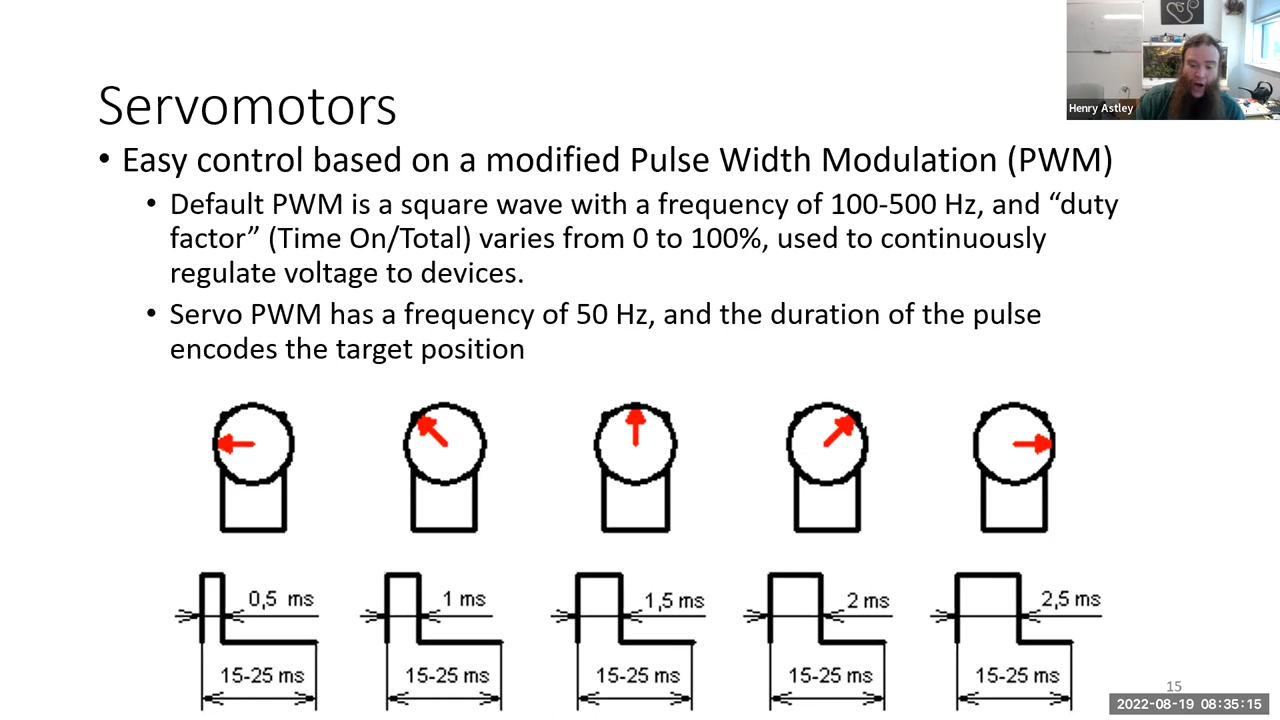 Henry Astley
Servomotors
• Easy control based on a modified Pulse Width Modulation (PWM)
• Default PWM is a square wave with a frequency of 100-500 Hz, and “duty
factor” (Time On/Total) varies from 0 to 100%, used to continuously
regulate voltage to devices.
• Servo PWM has a frequency of 50 Hz, and the duration of the pulse
encodes the target position
0,5 ms
1 ms
1,5 ms
2 ms
2,5 ms
15-25 ms
15-25 ms
15-25 ms
15-25 ms
15-25 ms
15
2022-08-19 08:35:15